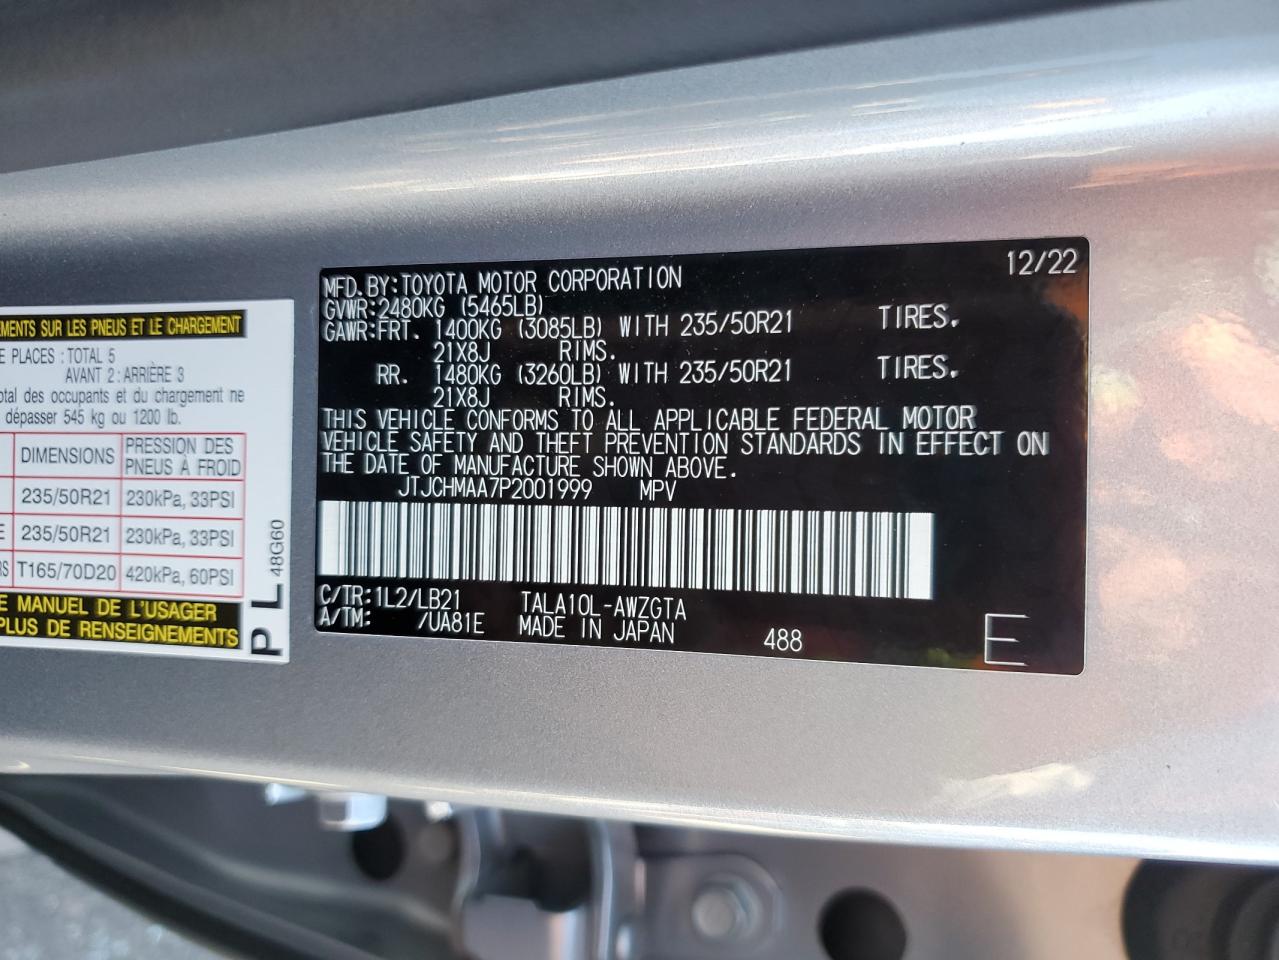 EMENTS SUR LES PNEUS ET LE CHARGEMENT
E PLACES : TOTAL 5
AVANT 2 : ARRIÈRE 3
otal des occupants et du chargement ne
dépasser 545 kg ou 1200 lb.
DIMENSIONS PRESSION DES PNEUS À FROID
235/50R21 230kPa, 33PSI
E 235/50R21 230kPa, 33PSI
RS T165/70D20 420kPa, 60PSI
E MANUEL DE L'USAGER
PLUS DE RENSEIGNEMENTS
P L 48G60
12/22
MFD. BY: TOYOTA MOTOR CORPORATION
GVWR: 2480KG (5465LB)
GAWR: FRT. 1400KG (3085LB) WITH 235/50R21 TIRES.
21X8J RIMS.
RR. 1480KG (3260LB) WITH 235/50R21 TIRES.
21X8J RIMS.
THIS VEHICLE CONFORMS TO ALL APPLICABLE FEDERAL MOTOR
VEHICLE SAFETY AND THEFT PREVENTION STANDARDS IN EFFECT ON
THE DATE OF MANUFACTURE SHOWN ABOVE.
JTJCHMAA7P2001999 MPV
C/TR: 1L2/LB21 TALA10L-AWZGTA
A/TM: /UA81E MADE IN JAPAN 488 E